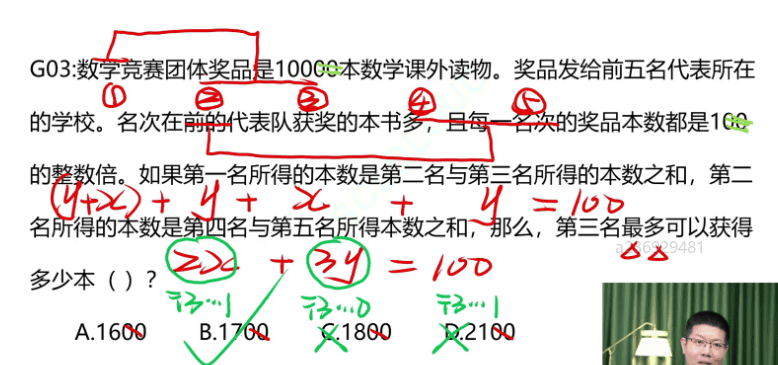 G03:数学竞赛团体奖品是10000本数学课外读物。奖品发给前五名代表所在
① ② ③ ④ ⑤
的学校。名次在前的代表队获奖的本书多，且每一名次的奖品本数都是100
的整数倍。如果第一名所得的本数是第二名与第三名所得的本数之和，第二
(y+x) + y + x + y = 100
名所得的本数是第四名与第五名所得本数之和，那么，第三名最多可以获得
a236929481
多少本（ ）？
2x + 3y = 100
÷3…1 ÷3…0 ÷3…1
A.1600 B.1700 C.1800 D.2100